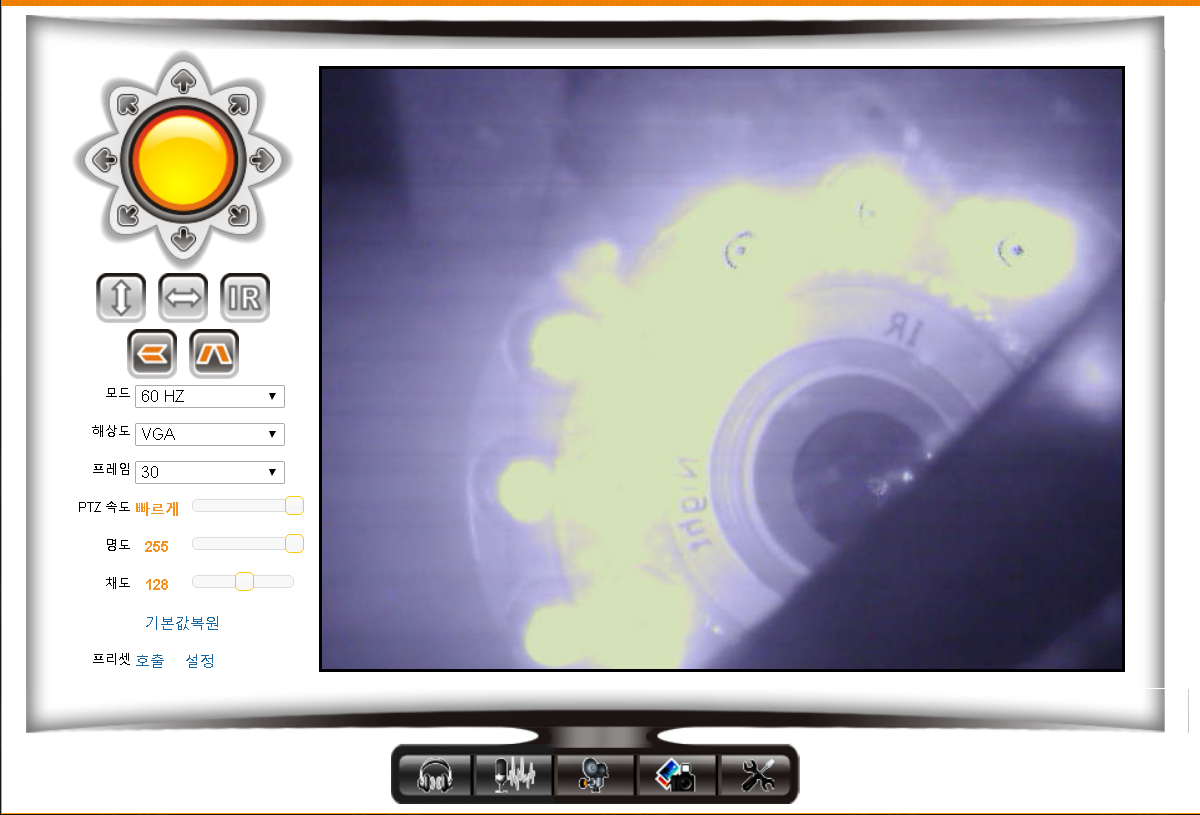 IR
모드 60 HZ
해상도 VGA
프레임 30
PTZ 속도 빠르게
명도 255
채도 128
기본값복원
프리셋 호출 설정
IR
Night